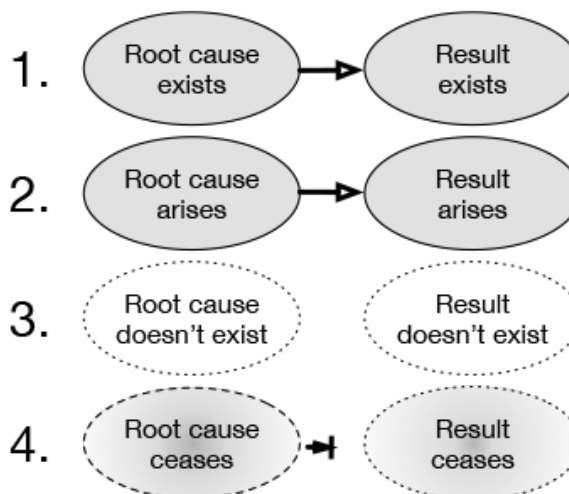 1.
Root cause
exists
Result
exists
2.
Root cause
arises
Result
arises
3.
Root cause
doesn't exist
Result
doesn't exist
4.
Root cause
ceases
Result
ceases